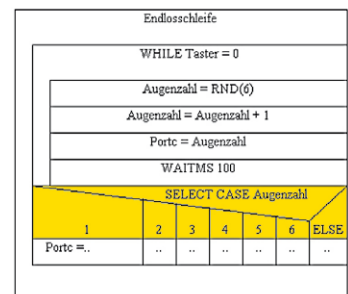 Endlosschleife
WHILE Taster = 0
Augenzahl = RND(6)
Augenzahl = Augenzahl + 1
Portc = Augenzahl
WAITMS 100
SELECT CASE Augenzahl
1 2 3 4 5 6 ELSE
Portc =.. .. .. .. .. .. ..